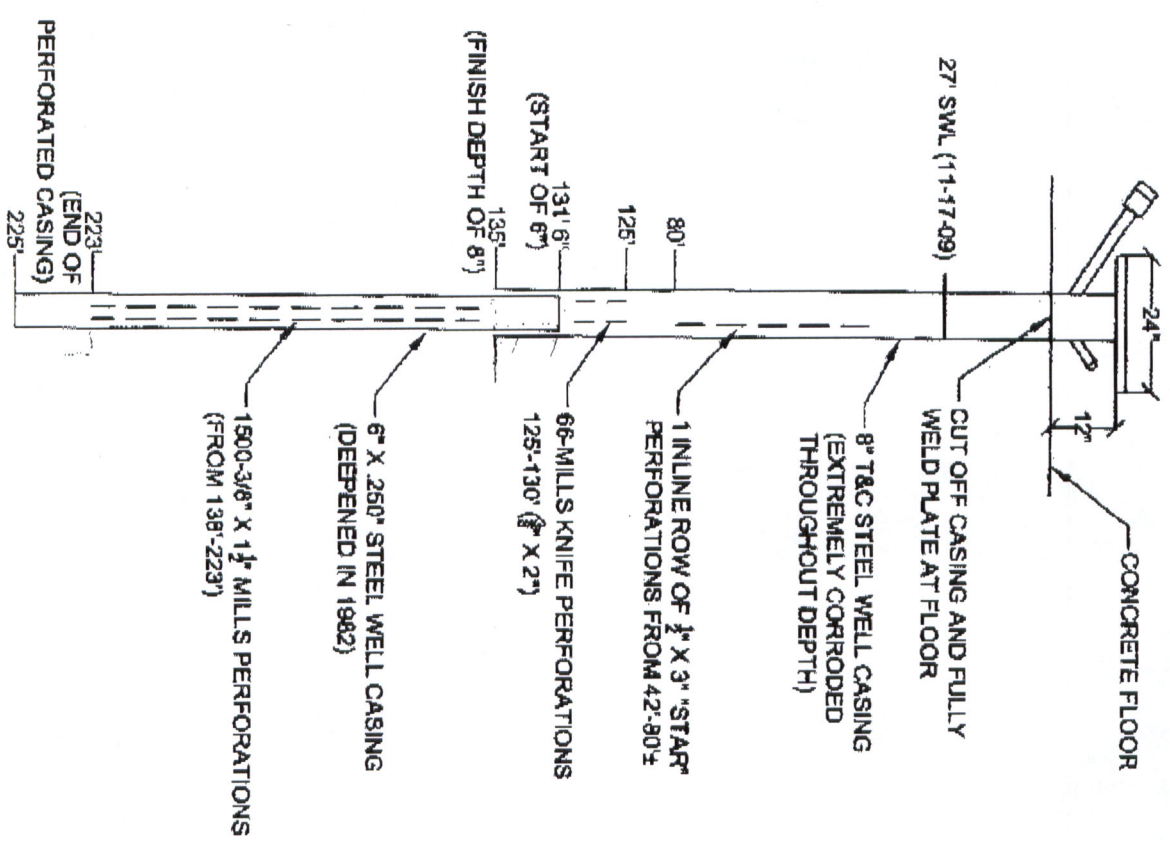 24"
CONCRETE FLOOR
12"
CUT OFF CASING AND FULLY
WELD PLATE AT FLOOR
27' SWL (11-17-09)
8" T&C STEEL WELL CASING
(EXTREMELY CORRODED
THROUGHOUT DEPTH)
80'
1 INLINE ROW OF ½" X 3" "STAR"
PERFORATIONS FROM 42'-80'±
125'
66-MILLS KNIFE PERFORATIONS
125'-130' (⅜" X 2")
131' 6"
(START OF 6")
135'
(FINISH DEPTH OF 8")
6" X .250" STEEL WELL CASING
(DEEPENED IN 1982)
1500-3/8" X 1½" MILLS PERFORATIONS
(FROM 138'-223')
223'
(END OF
PERFORATED CASING)
225'